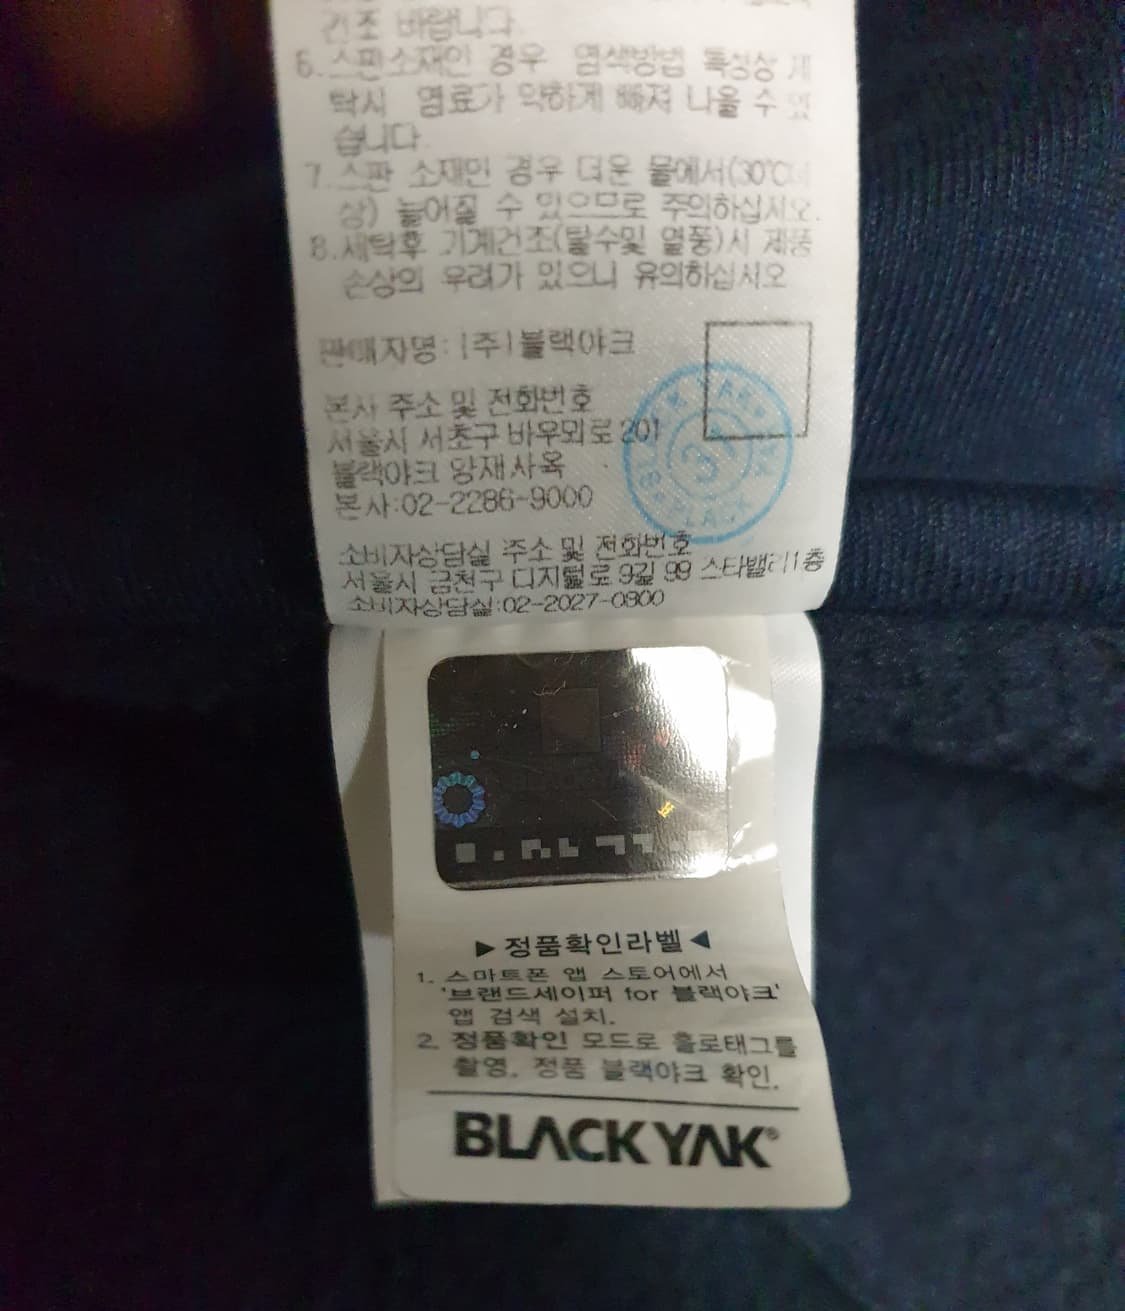 건조 바랍니다.
6.스판소재인 경우 염색방법 특성상 세
탁시 염료가 약하게 빠져 나올 수 있
습니다.
7.스판 소재인 경우 더운 물에서(30℃이
상) 늘어질 수 있으므로 주의하십시오.
8.세탁후 기계건조(탈수및 열풍)시 제품
손상의 우려가 있으니 유의하십시오
판매자명:(주)블랙야크
본사 주소 및 전화번호
서울시 서초구 바우뫼로 201
블랙야크 양재사옥
본사:02-2286-9000
소비자상담실 주소 및 전화번호
서울시 금천구 디지털로 9길 99 스타밸리1층
소비자상담실:02-2027-0800
▶정품확인라벨◀
1. 스마트폰 앱 스토어에서
'브랜드세이퍼 for 블랙야크'
앱 검색 설치.
2. 정품확인 모드로 홀로태그를
촬영. 정품 블랙야크 확인.
BLACKYAK®